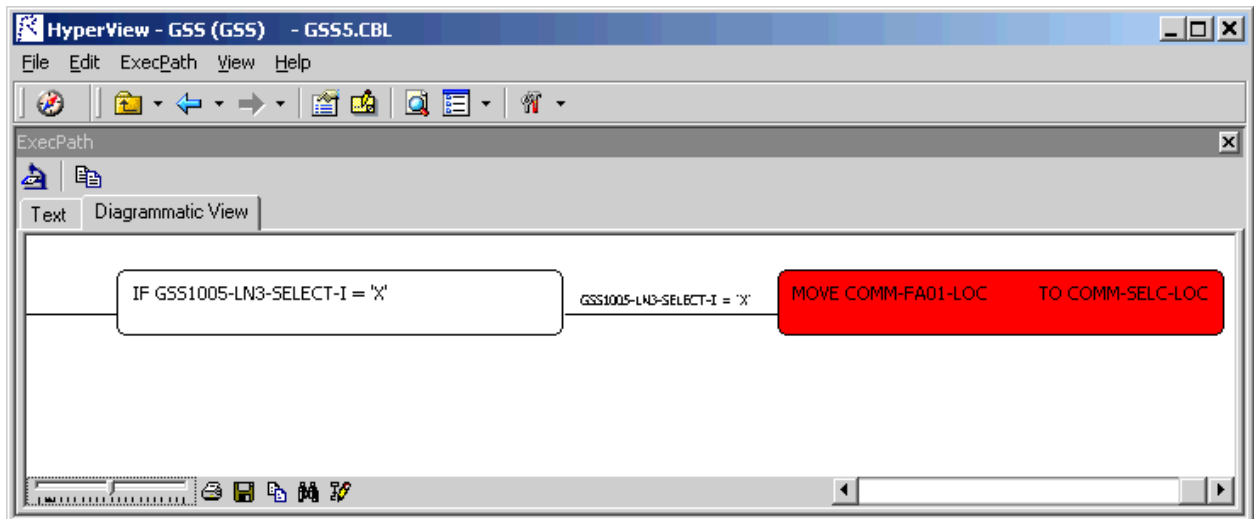 HyperView - GSS (GSS) - GSS5.CBL
File Edit ExecPath View Help
ExecPath
Text Diagrammatic View
IF GSS1005-LN3-SELECT-I = 'X'
GSS1005-LN3-SELECT-I = 'X'
MOVE COMM-FA01-LOC TO COMM-SELC-LOC